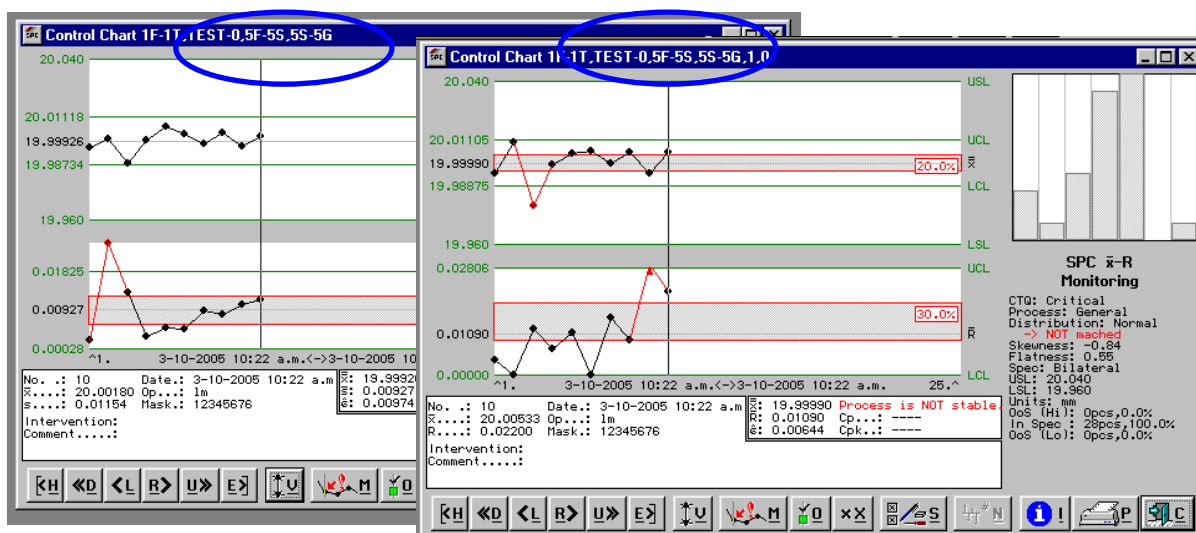 Control Chart 1F-1T,TEST-0,5F-5S,5S-5G
20.040
20.01118
19.99926
19.98734
19.960
0.01825
0.00927
0.00028
^1. 3-10-2005 10:22 a.m.<->3-10-2005 10
No. .: 10 Date.: 3-10-2005 10:22 a.m
x̄....: 20.00180 Op...: 1m
s....: 0.01154 Mask.: 12345676
x̿: 19.9992
s̄: 0.00927
ê: 0.00974
Intervention:
Comment.....:
H D L R U E V M O
Control Chart 1F-1T,TEST-0,5F-5S,5S-5G,1,0
20.040 USL
20.01105 UCL
19.99990 20.0% x̿
19.98875 LCL
19.960 LSL
0.02806 UCL
30.0%
0.01090 R̄
0.00000 LCL
^1. 3-10-2005 10:22 a.m.<->3-10-2005 10:22 a.m. 25.^
No. .: 10 Date.: 3-10-2005 10:22 a.m
x̄....: 20.00533 Op...: 1m
R....: 0.02200 Mask.: 12345676
x̿: 19.99990 Process is NOT stable.
R̄: 0.01090 Cp...: ----
ê: 0.00644 Cpk..: ----
Intervention:
Comment.....:
H D L R U E V M O XX S N ! P C
SPC x̄-R
Monitoring
CTQ: Critical
Process: General
Distribution: Normal
-> NOT mached
Skewness: -0.84
Flatness: 0.55
Spec: Bilateral
USL: 20.040
LSL: 19.960
Units: mm
OoS (Hi): 0pcs,0.0%
In Spec : 28pcs,100.0%
OoS (Lo): 0pcs,0.0%